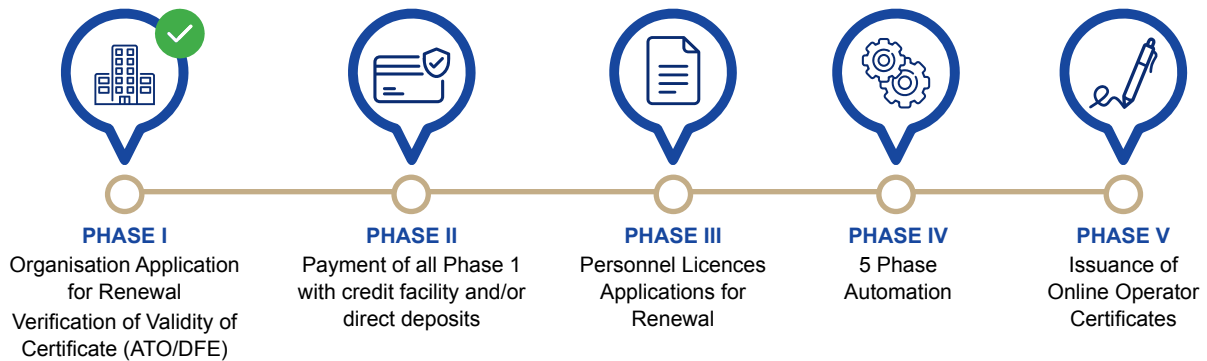 PHASE I
Organisation Application
for Renewal
Verification of Validity of
Certificate (ATO/DFE)
PHASE II
Payment of all Phase 1
with credit facility and/or
direct deposits
PHASE III
Personnel Licences
Applications for
Renewal
PHASE IV
5 Phase
Automation
PHASE V
Issuance of
Online Operator
Certificates